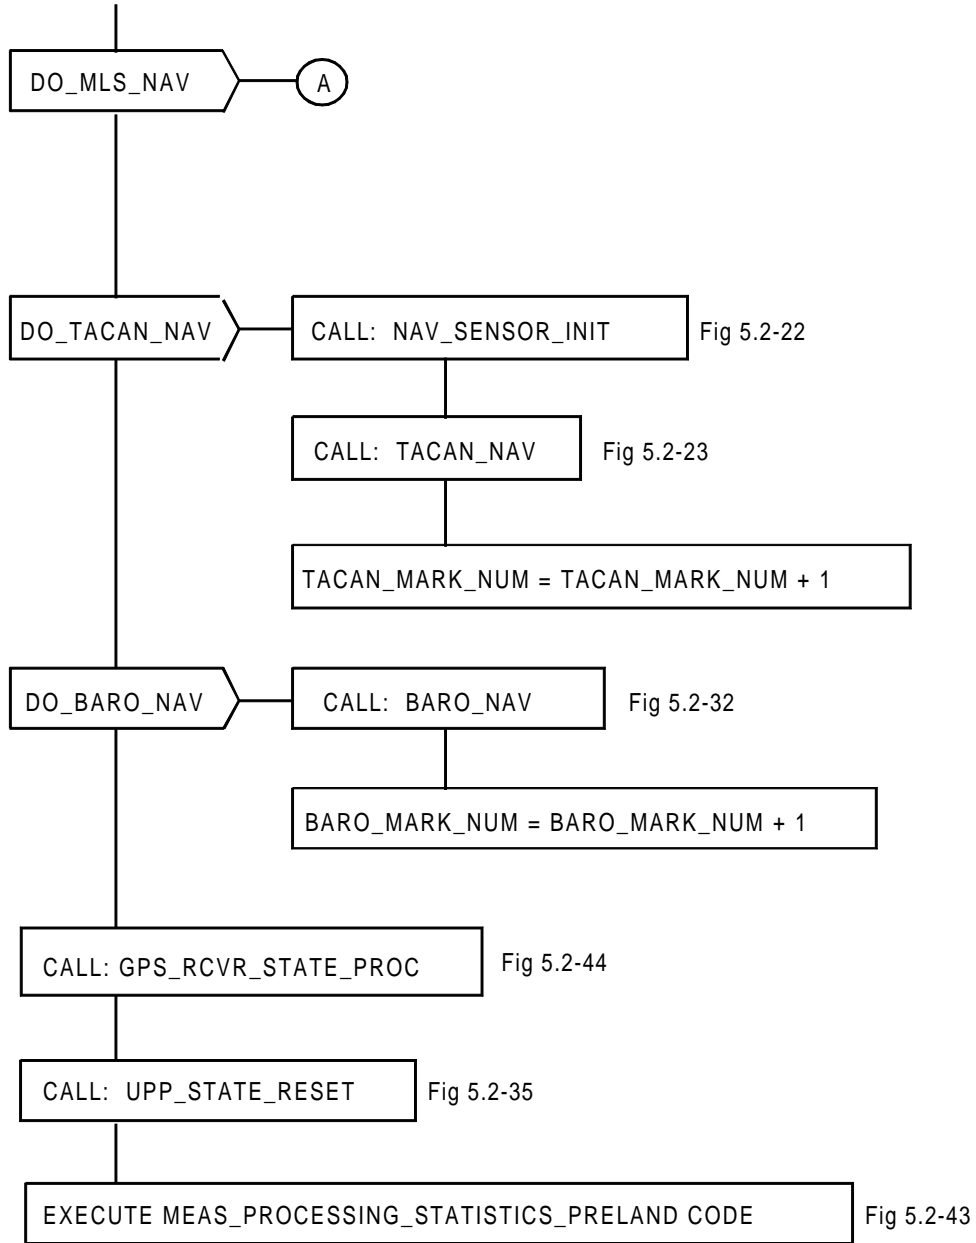 DO_MLS_NAV
A
DO_TACAN_NAV
CALL: NAV_SENSOR_INIT
Fig 5.2-22
CALL: TACAN_NAV
Fig 5.2-23
TACAN_MARK_NUM = TACAN_MARK_NUM + 1
DO_BARO_NAV
CALL: BARO_NAV
Fig 5.2-32
BARO_MARK_NUM = BARO_MARK_NUM + 1
CALL: GPS_RCVR_STATE_PROC
Fig 5.2-44
CALL: UPP_STATE_RESET
Fig 5.2-35
EXECUTE MEAS_PROCESSING_STATISTICS_PRELAND CODE
Fig 5.2-43